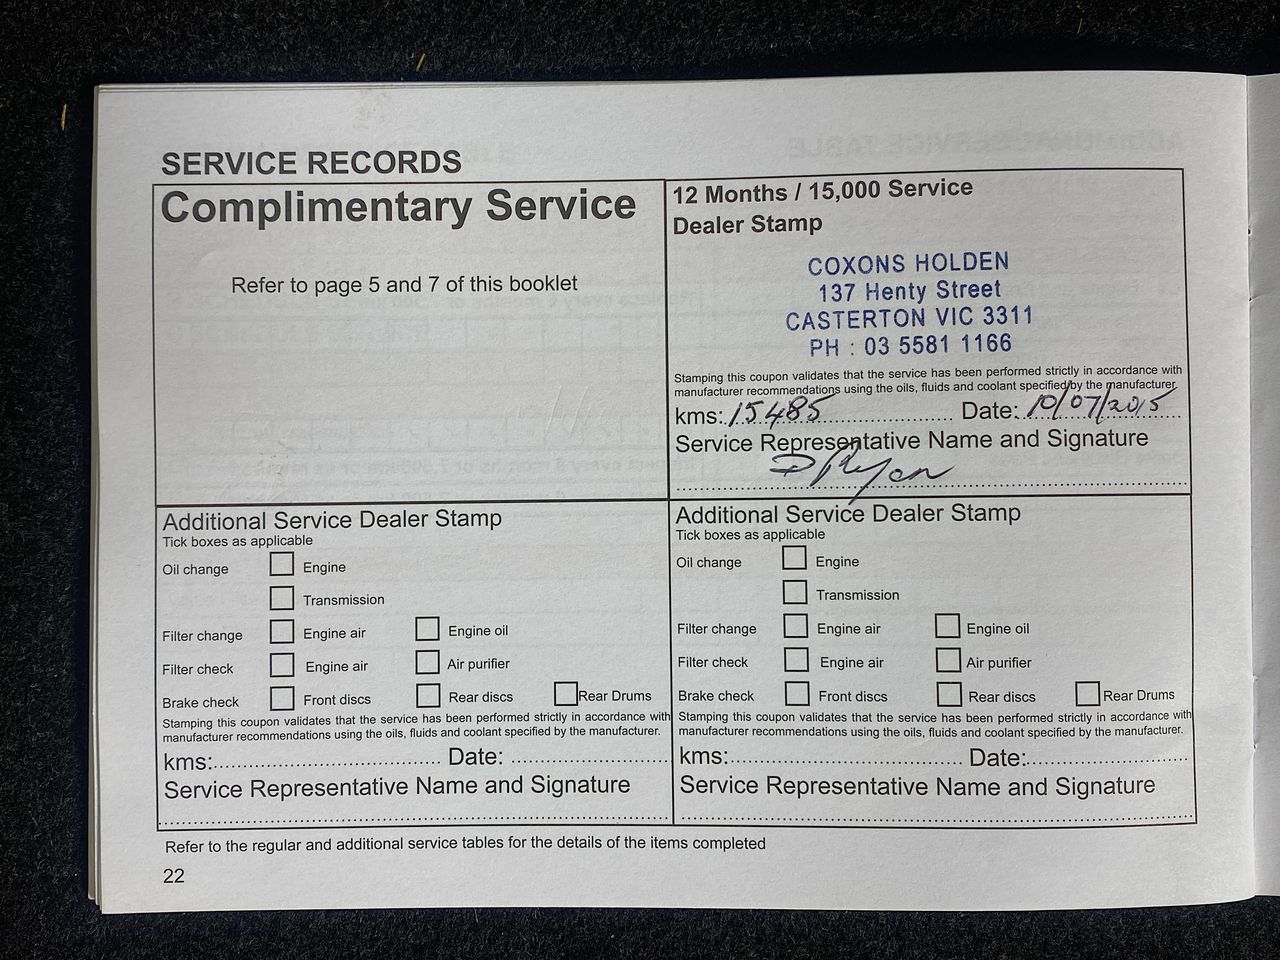 SERVICE RECORDS
Complimentary Service
Refer to page 5 and 7 of this booklet
12 Months / 15,000 Service
Dealer Stamp
COXONS HOLDEN
137 Henty Street
CASTERTON VIC 3311
PH : 03 5581 1166
Stamping this coupon validates that the service has been performed strictly in accordance with
manufacturer recommendations using the oils, fluids and coolant specified by the manufacturer.
kms: 15485 Date: 10/07/2015
Service Representative Name and Signature
D Ryan
Additional Service Dealer Stamp
Tick boxes as applicable
Oil change Engine
Transmission
Filter change Engine air Engine oil
Filter check Engine air Air purifier
Brake check Front discs Rear discs Rear Drums
Stamping this coupon validates that the service has been performed strictly in accordance with
manufacturer recommendations using the oils, fluids and coolant specified by the manufacturer.
kms: Date:
Service Representative Name and Signature
Additional Service Dealer Stamp
Tick boxes as applicable
Oil change Engine
Transmission
Filter change Engine air Engine oil
Filter check Engine air Air purifier
Brake check Front discs Rear discs Rear Drums
Stamping this coupon validates that the service has been performed strictly in accordance with
manufacturer recommendations using the oils, fluids and coolant specified by the manufacturer.
kms: Date:
Service Representative Name and Signature
Refer to the regular and additional service tables for the details of the items completed
22